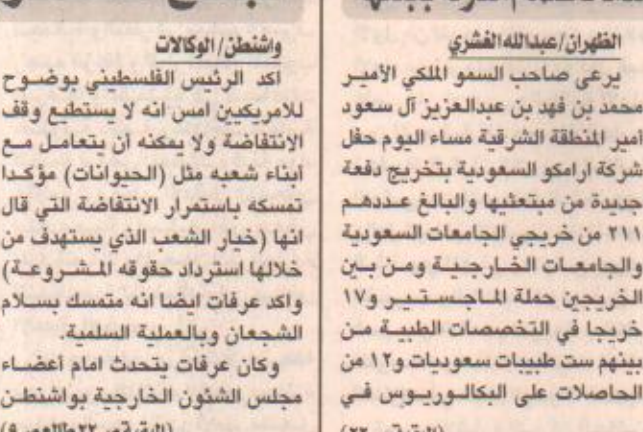 الظهران/عبدالله الغشري
يرعى صاحب السمو الملكي الأمير
محمد بن فهد بن عبدالعزيز آل سعود
أمير المنطقة الشرقية مساء اليوم حفل
شركة ارامكو السعودية بتخريج دفعة
جديدة من مبتعثيها والبالغ عددهم
٢١١ من خريجي الجامعات السعودية
والجامعات الخارجية ومن بين
الخريجين حملة الماجستير و١٧
خريجا في التخصصات الطبية من
بينهم ست طبيبات سعوديات و١٢ من
الحاصلات على البكالوريوس في
واشنطن/ الوكالات
اكد الرئيس الفلسطيني بوضوح
للامريكيين امس انه لا يستطيع وقف
الانتفاضة ولا يمكنه أن يتعامل مع
أبناء شعبه مثل (الحيوانات) مؤكدا
تمسكه باستمرار الانتفاضة التي قال
انها (خيار الشعب الذي يستهدف من
خلالها استرداد حقوقه المشروعة)
واكد عرفات ايضا انه متمسك بسلام
الشجعان وبالعملية السلمية.
وكان عرفات يتحدث امام أعضاء
مجلس الشئون الخارجية بواشنطن